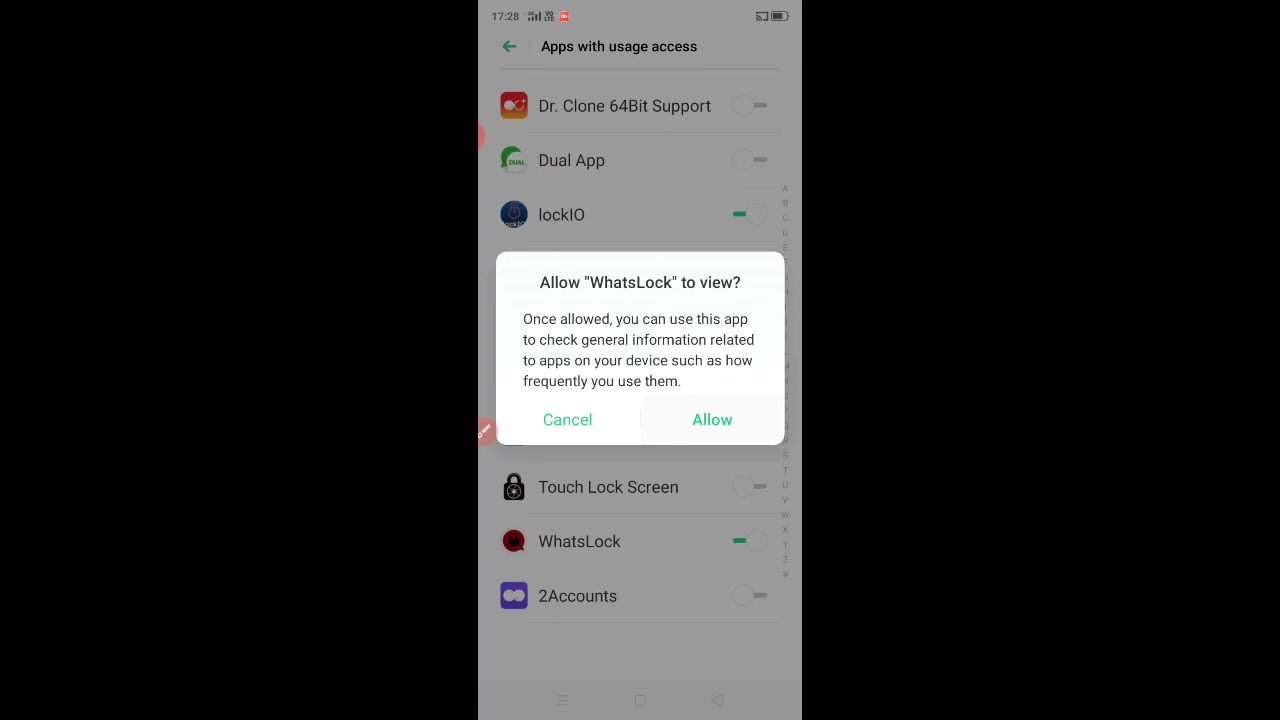 17:28
Apps with usage access
Dr. Clone 64Bit Support
DUAL
Dual App
lockIO
lockIO
Allow "WhatsLock" to view?
Once allowed, you can use this app
to check general information related
to apps on your device such as how
frequently you use them.
Cancel
Allow
Touch Lock Screen
WhatsLock
2Accounts
A
B
C
D
E
M
S
T
U
V
W
X
Y
Z
#